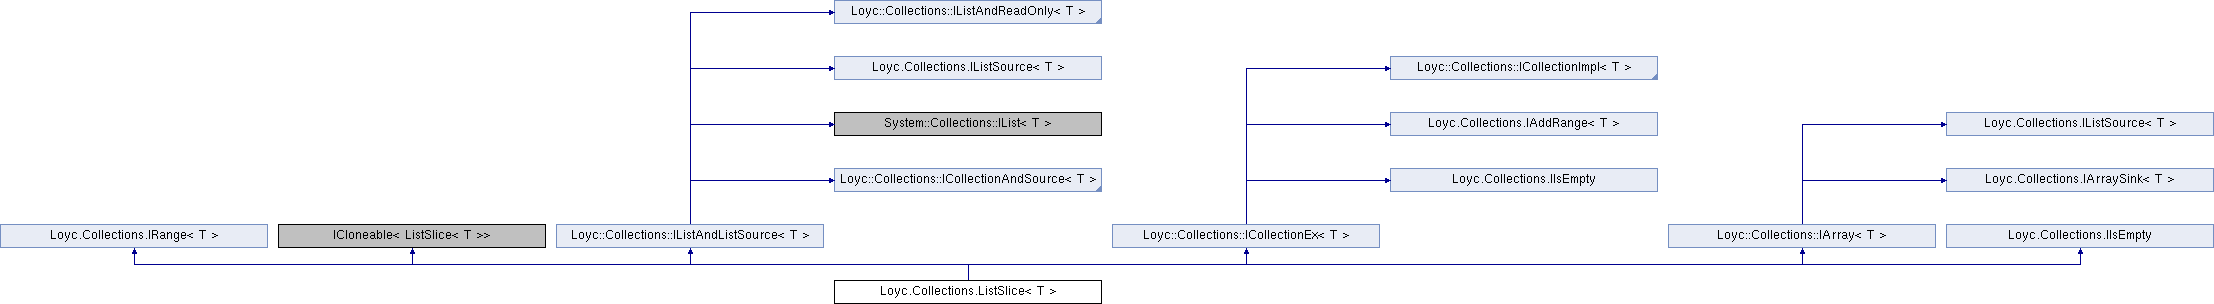 Loyc::Collections::IListAndReadOnly< T >
Loyc.Collections.IListSource< T >
Loyc::Collections::ICollectionImpl< T >
System::Collections::IList< T >
Loyc.Collections.IAddRange< T >
Loyc.Collections.IListSource< T >
Loyc::Collections::ICollectionAndSource< T >
Loyc.Collections.IIsEmpty
Loyc.Collections.IArraySink< T >
Loyc.Collections.IRange< T >
ICloneable< ListSlice< T >>
Loyc::Collections::IListAndListSource< T >
Loyc::Collections::ICollectionEx< T >
Loyc::Collections::IArray< T >
Loyc.Collections.IIsEmpty
Loyc.Collections.ListSlice< T >